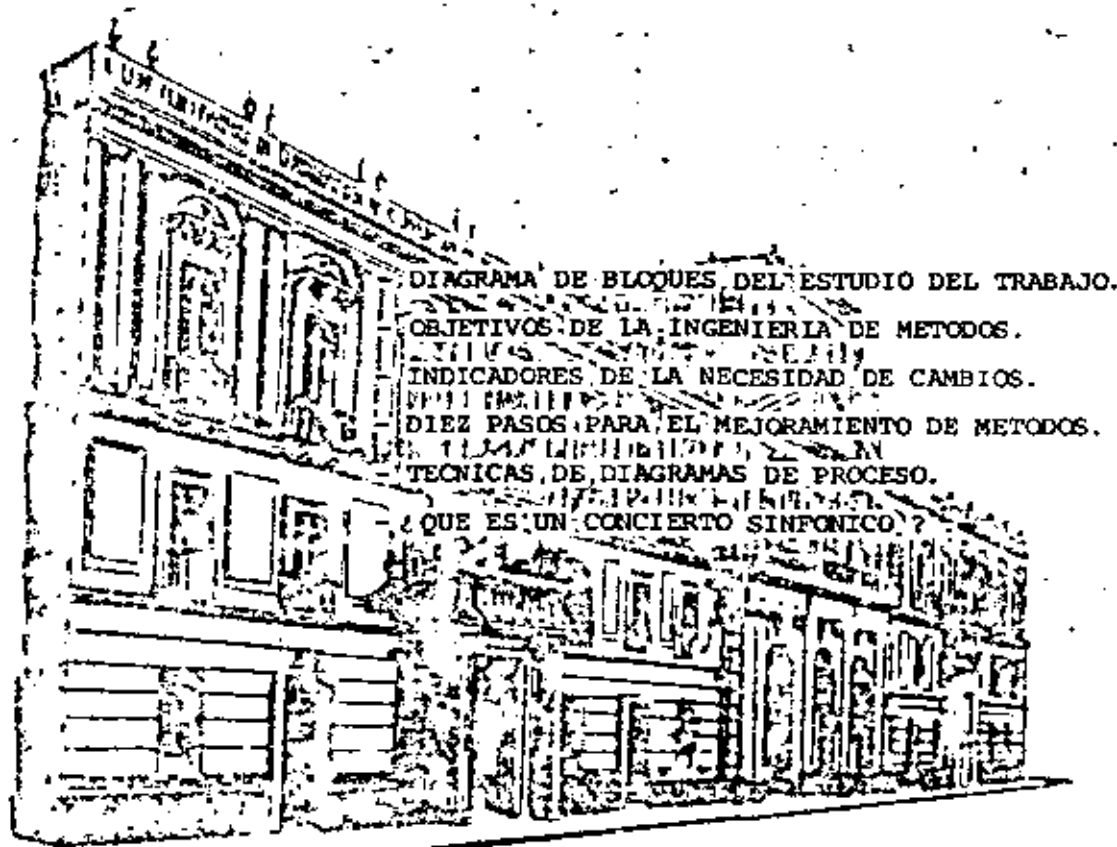 - DIAGRAMA DE BLOQUES DEL ESTUDIO DEL TRABAJO.
- OBJETIVOS DE LA INGENIERIA DE METODOS.
- INDICADORES DE LA NECESIDAD DE CAMBIOS.
- DIEZ PASOS PARA EL MEJORAMIENTO DE METODOS.
- TECNICAS DE DIAGRAMAS DE PROCESO.
- ¿QUE ES UN CONCIERTO SINFONICO ?